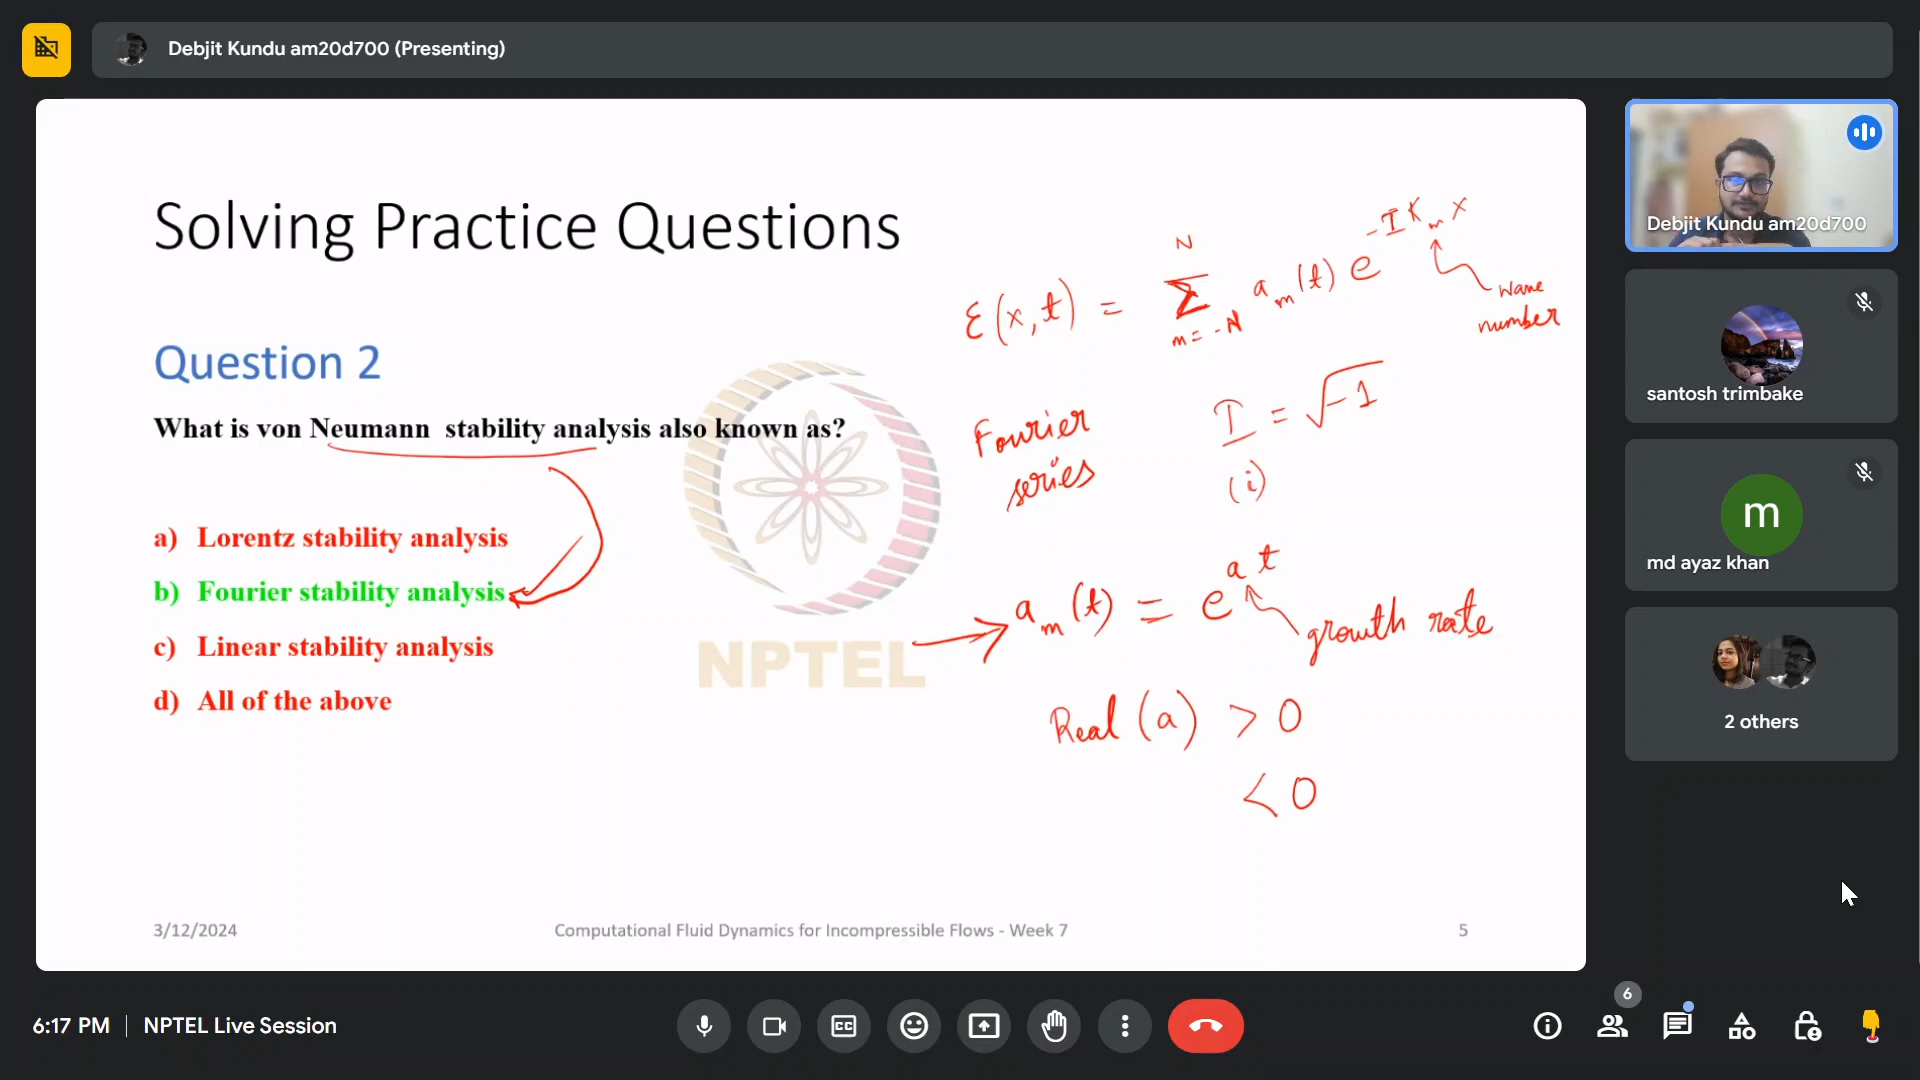 Debjit Kundu am20d700 (Presenting)
Solving Practice Questions
Ɛ(x,t) = Σ a_m(t) e^{-I K_m x}
N
m = -N
wave
number
Question 2
What is von Neumann stability analysis also known as?
Fourier
series
I = √-1
(i)
a) Lorentz stability analysis
b) Fourier stability analysis
c) Linear stability analysis
d) All of the above
a_m(t) = e^{at}
growth rate
Real (a) > 0
< 0
NPTEL
3/12/2024
Computational Fluid Dynamics for Incompressible Flows - Week 7
5
Debjit Kundu am20d700
santosh trimbake
m
md ayaz khan
2 others
6:17 PM | NPTEL Live Session
CC
6